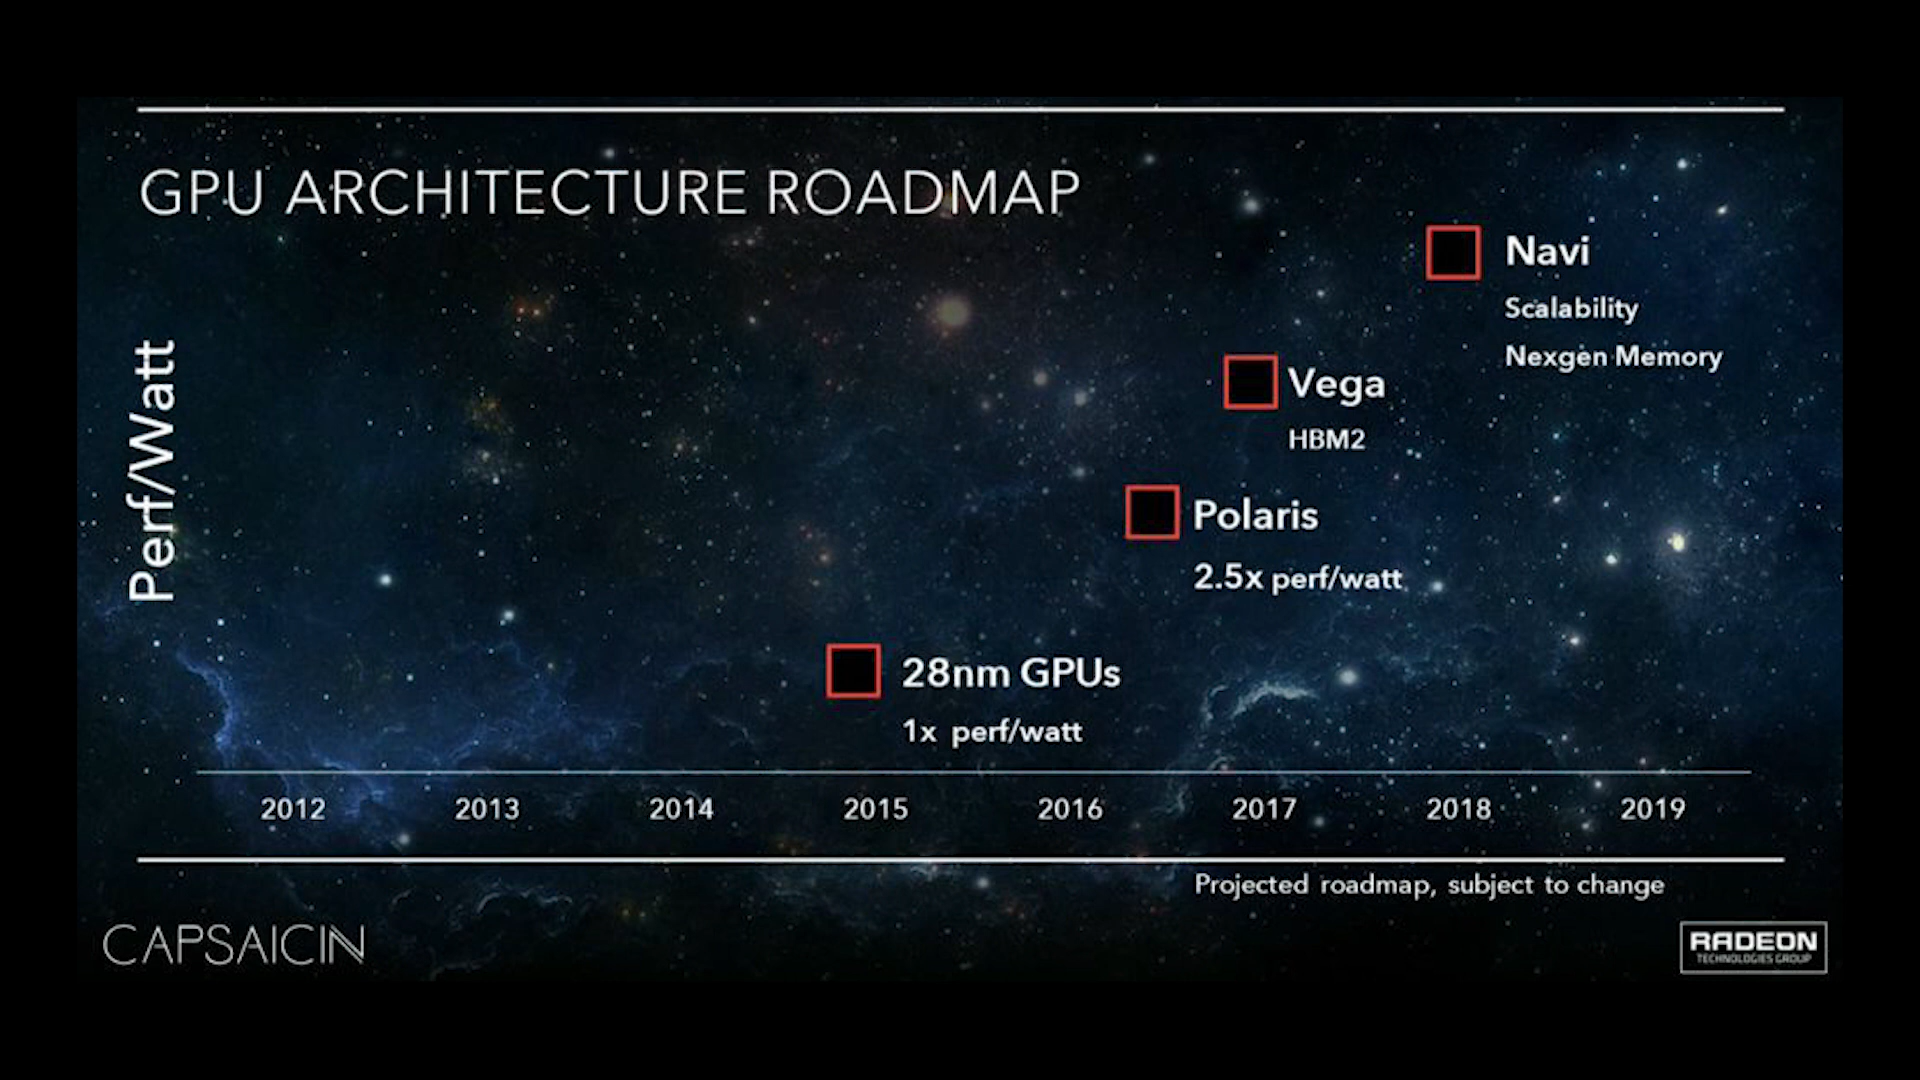 GPU ARCHITECTURE ROADMAP
Navi
Scalability
Nexgen Memory
Vega
HBM2
Polaris
2.5x perf/watt
28nm GPUs
1x perf/watt
Perf/Watt
2012 2013 2014 2015 2016 2017 2018 2019
Projected roadmap, subject to change
CAPSAICIN
RADEON
TECHNOLOGIES GROUP